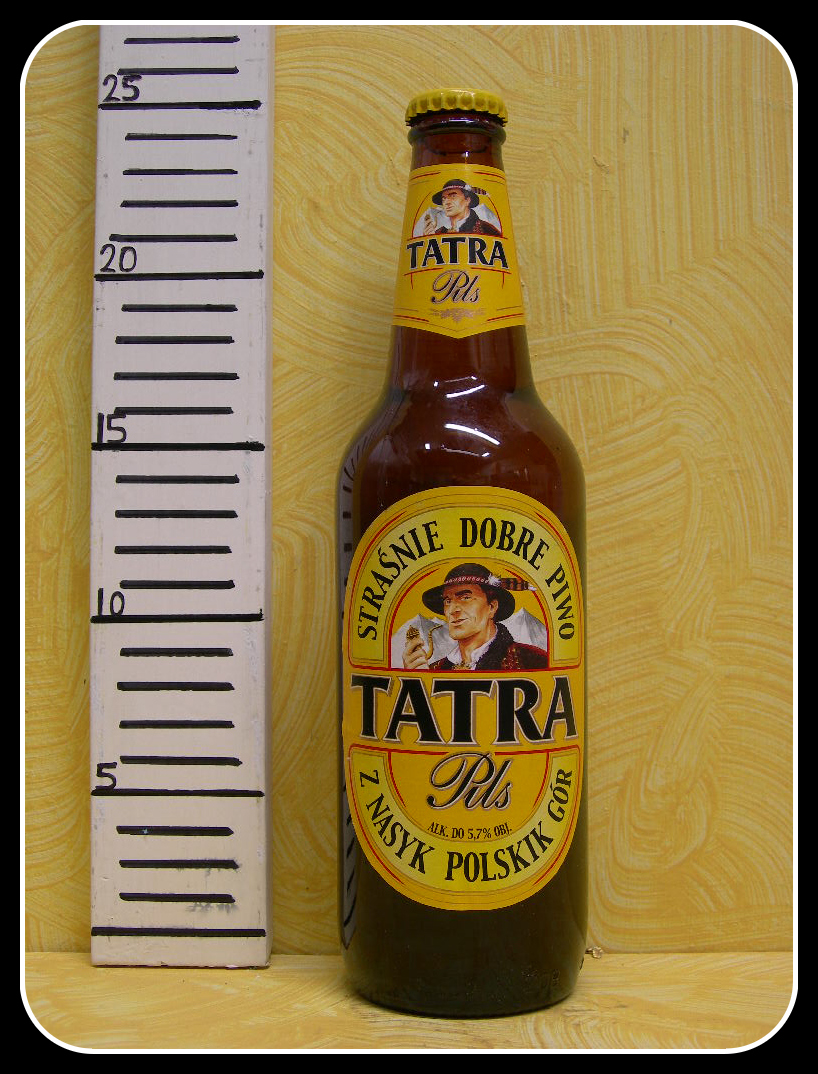 25
20
15
10
5
TATRA
Pils
STRAŚNIE DOBRE PIWO
TATRA
Pils
ALK. DO 5,7% OBJ.
Z NASYK POLSKIK GÓR